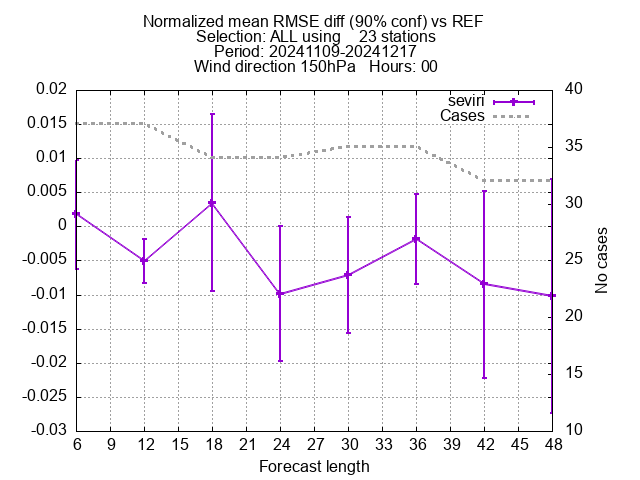 Normalized mean RMSE diff (90% conf) vs REF
Selection: ALL using    23 stations
Period: 20241109-20241217
Wind direction 150hPa   Hours: 00
seviri
Cases
0.02
0.015
0.01
0.005
0
-0.005
-0.01
-0.015
-0.02
-0.025
-0.03
40
35
30
25
20
15
10
No cases
6 9 12 15 18 21 24 27 30 33 36 39 42 45 48
Forecast length